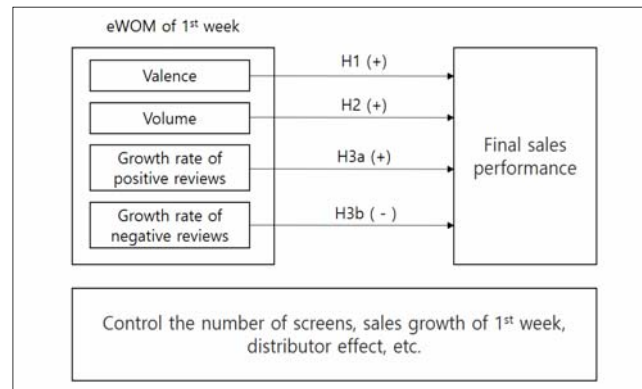 eWOM of 1st week
Valence
H1 (+)
Volume
H2 (+)
Growth rate of
positive reviews
H3a (+)
Growth rate of
negative reviews
H3b ( - )
Final sales
performance
Control the number of screens, sales growth of 1st week,
distributor effect, etc.